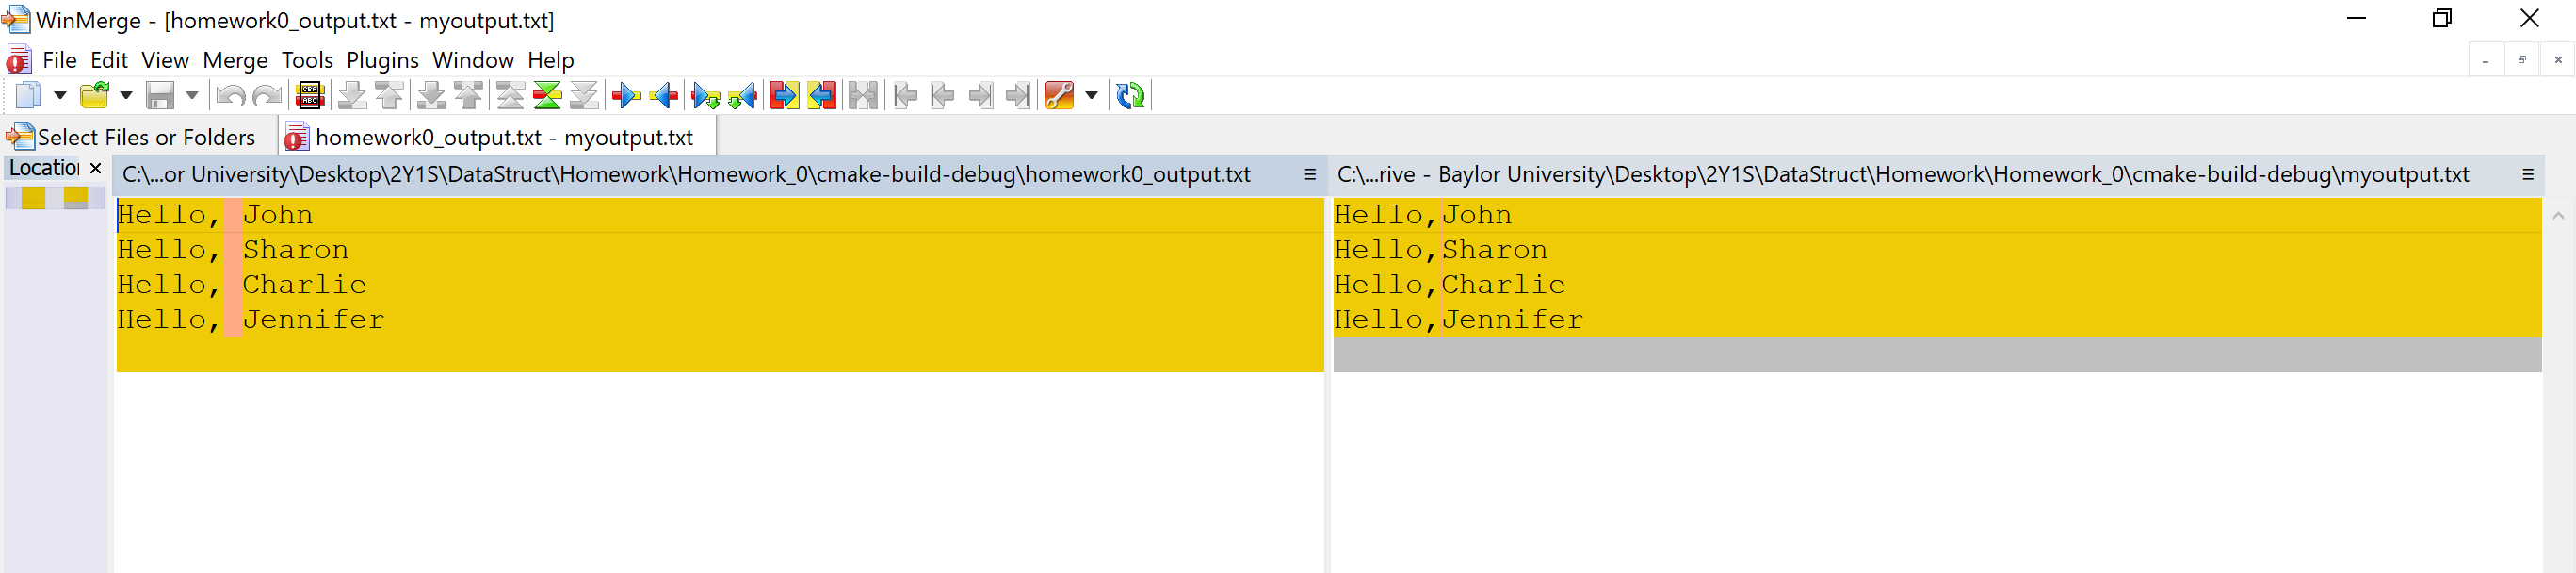 WinMerge - [homework0_output.txt - myoutput.txt]
File Edit View Merge Tools Plugins Window Help
Select Files or Folders
homework0_output.txt - myoutput.txt
Location
C:\...or University\Desktop\2Y1S\DataStruct\Homework\Homework_0\cmake-build-debug\homework0_output.txt
C:\...rive - Baylor University\Desktop\2Y1S\DataStruct\Homework\Homework_0\cmake-build-debug\myoutput.txt
Hello, John
Hello, Sharon
Hello, Charlie
Hello, Jennifer
Hello,John
Hello,Sharon
Hello,Charlie
Hello,Jennifer